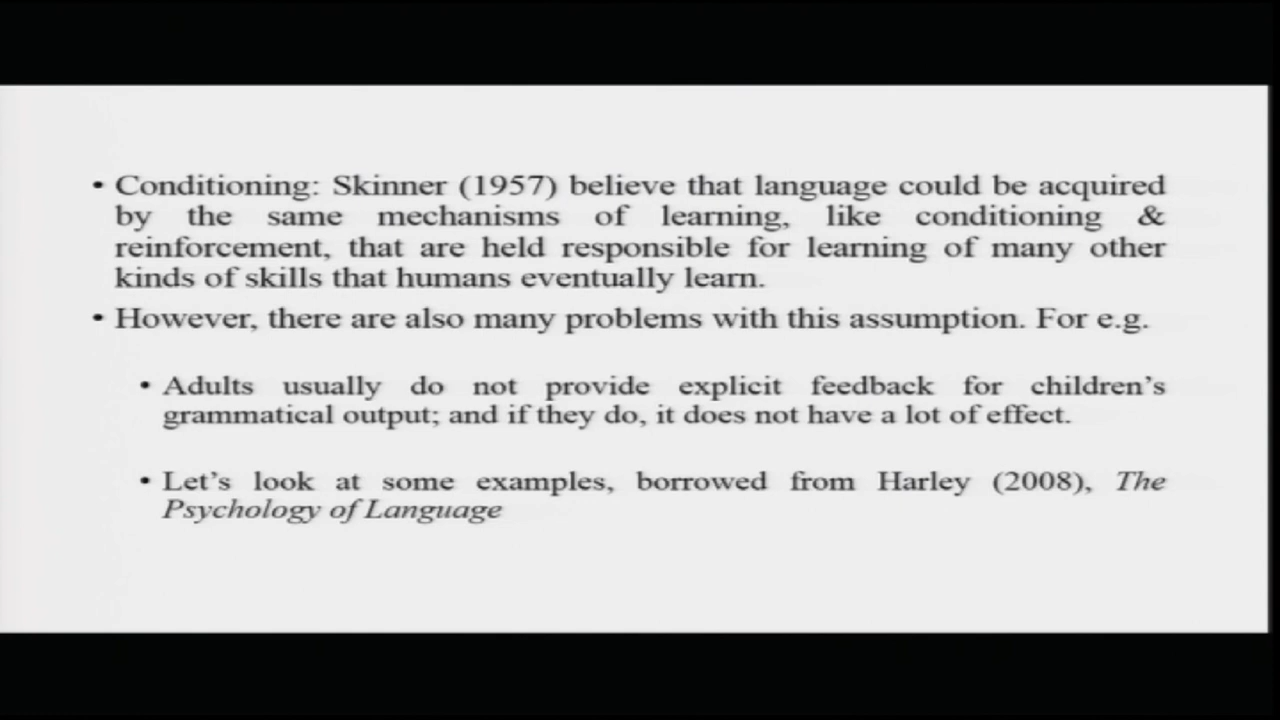 • Conditioning: Skinner (1957) believe that language could be acquired
by the same mechanisms of learning, like conditioning &
reinforcement, that are held responsible for learning of many other
kinds of skills that humans eventually learn.
• However, there are also many problems with this assumption. For e.g.
• Adults usually do not provide explicit feedback for children's
grammatical output; and if they do, it does not have a lot of effect.
• Let's look at some examples, borrowed from Harley (2008), The
Psychology of Language